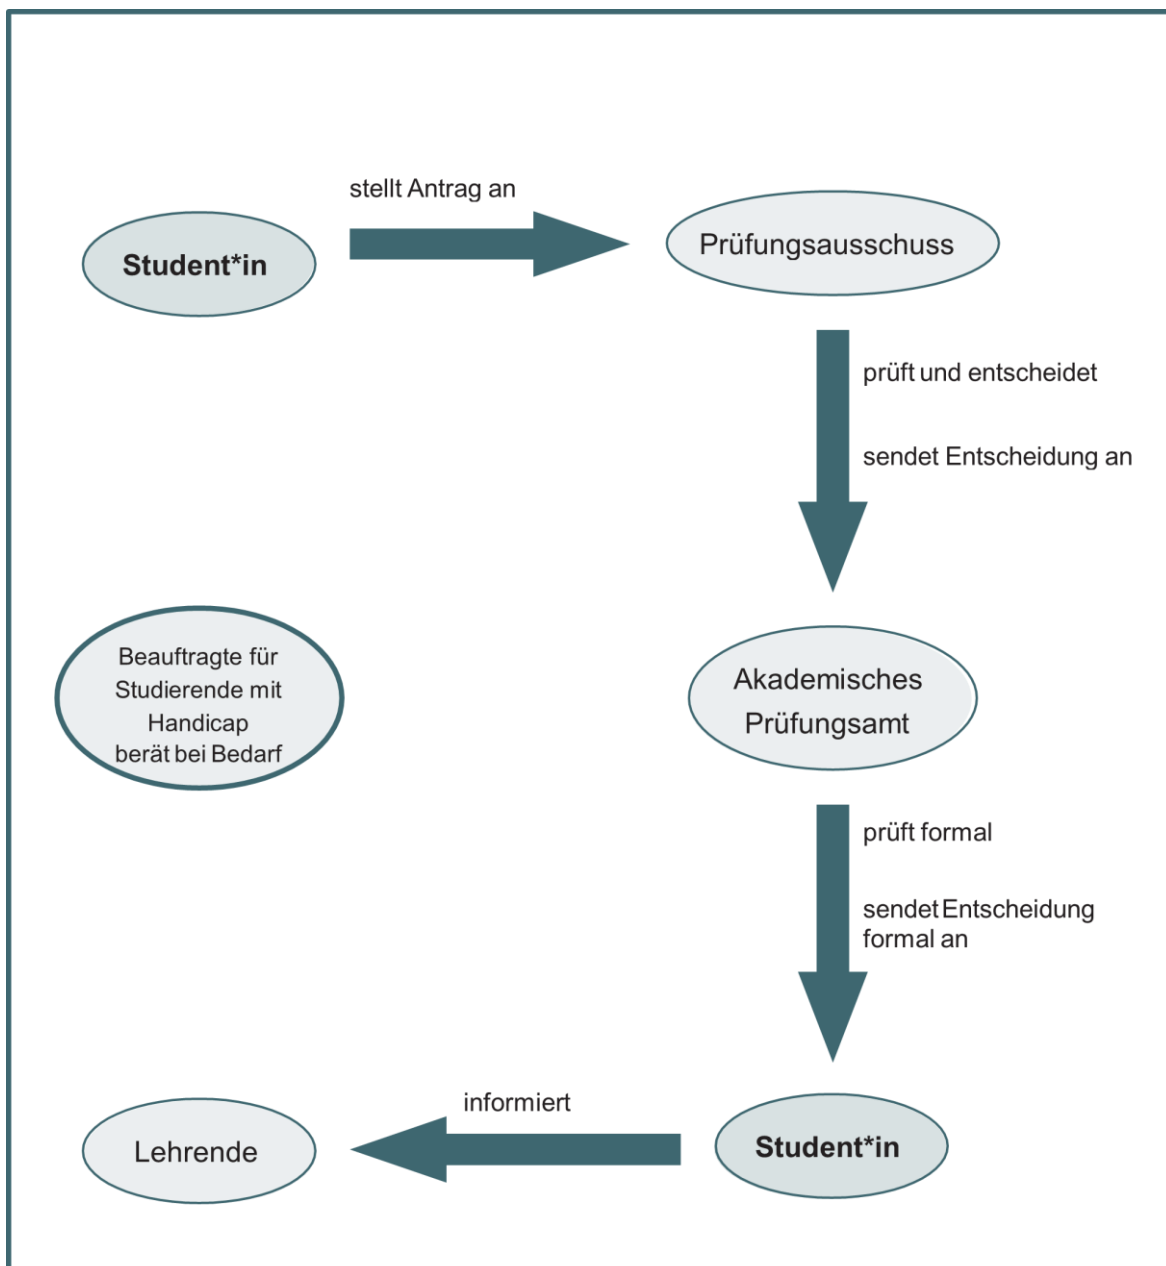 stellt Antrag an
Student*in
Prüfungsausschuss
prüft und entscheidet
sendet Entscheidung an
Beauftragte für
Studierende mit
Handicap
berät bei Bedarf
Akademisches
Prüfungsamt
prüft formal
sendet Entscheidung
formal an
Student*in
informiert
Lehrende